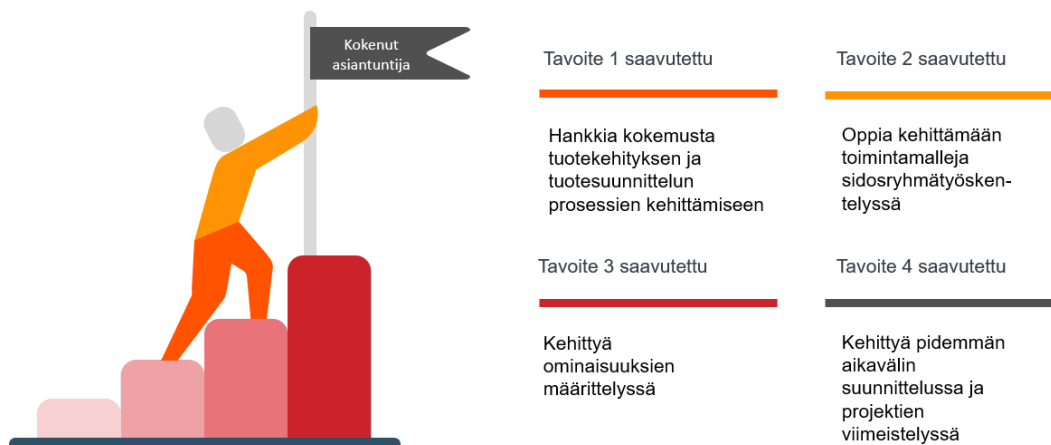 Kokenut
asiantuntija
Tavoite 1 saavutettu
Hankkia kokemusta
tuotekehityksen ja
tuotesuunnittelun
prosessien kehittämiseen
Tavoite 2 saavutettu
Oppia kehittämään
toimintamalleja
sidosryhmätyösken-
telyssä
Tavoite 3 saavutettu
Kehittyä
ominaisuuksien
määrittelyssä
Tavoite 4 saavutettu
Kehittyä pidemmän
aikavälin
suunnittelussa ja
projektien
viimeistelyssä